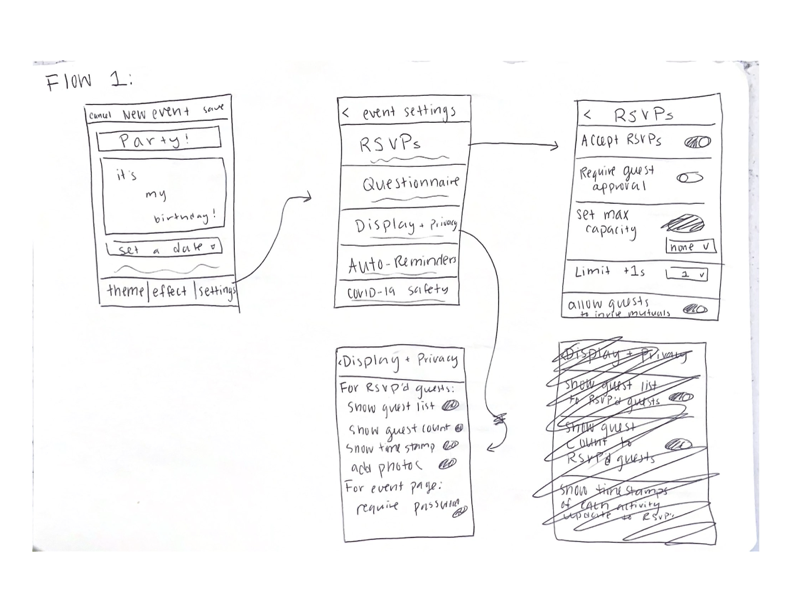 Flow 1:
cancel New event save
Party!
it's
my
birthday!
set a date
theme effect settings
< event settings
RSVPs
Questionnaire
Display + Privacy
Auto-Reminder
COVID-19 safety
< RSVPs
Accept RSVPs
Require guest
approval
set max
capacity
none v
Limit +1s
1 v
allow guests
to invite mutuals
<Display + Privacy
For RSVP'd guests:
show guest list
show guest count
show time stamp
add photos
For event page:
require password
Display + Privacy
show guest list
to RSVP'd guests
show guest
count to
RSVP'd guests
show timestamps
of each activity
update to RSVP'd